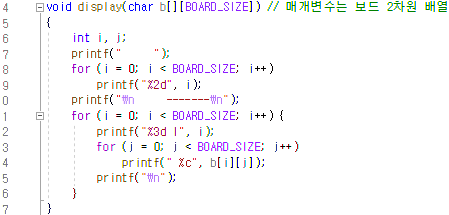 4 void display(char b[][BOARD_SIZE]) // 매개변수는 보드 2차원 배열
5 {
6 int i, j;
7 printf("     ");
8 for (i = 0; i < BOARD_SIZE; i++)
9 printf("%2d", i);
0 printf("₩n     -------₩n");
1 for (i = 0; i < BOARD_SIZE; i++) {
2 printf("%3d |", i);
3 for (j = 0; j < BOARD_SIZE; j++)
4 printf(" %c", b[i][j]);
5 printf("₩n");
6 }
7 }